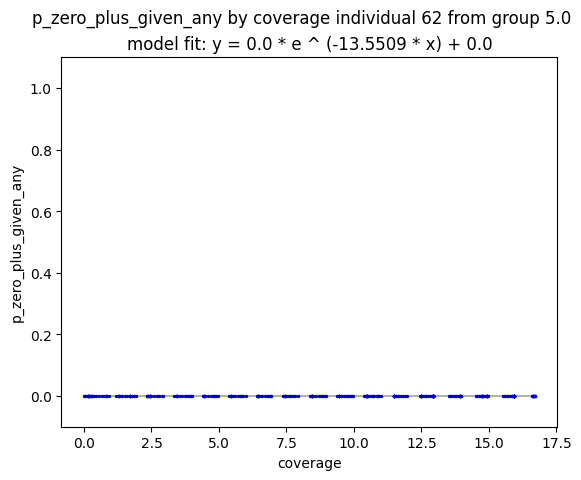 p_zero_plus_given_any by coverage individual 62 from group 5.0
model fit: y = 0.0 * e ^ (-13.5509 * x) + 0.0
1.0
0.8
0.6
0.4
0.2
0.0
p_zero_plus_given_any
0.0 2.5 5.0 7.5 10.0 12.5 15.0 17.5
coverage